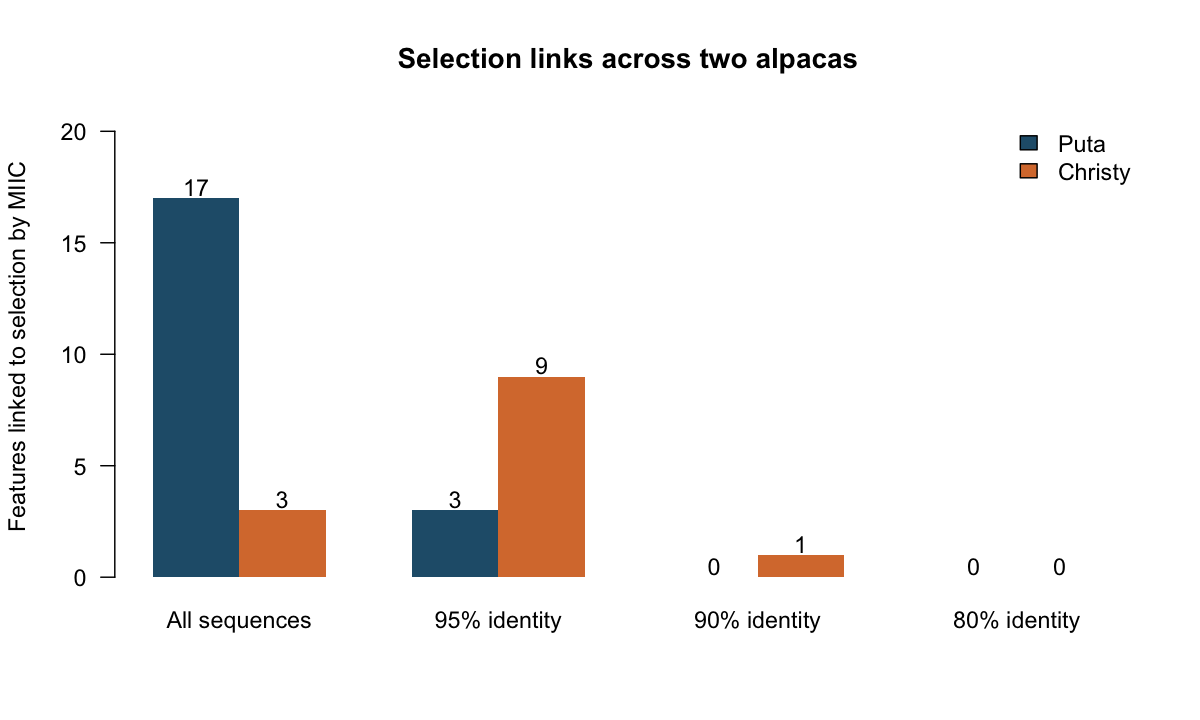 Selection links across two alpacas
Features linked to selection by MIIC
20
15
10
5
0
Puta
Christy
17
3
3
9
0
1
0
0
All sequences
95% identity
90% identity
80% identity